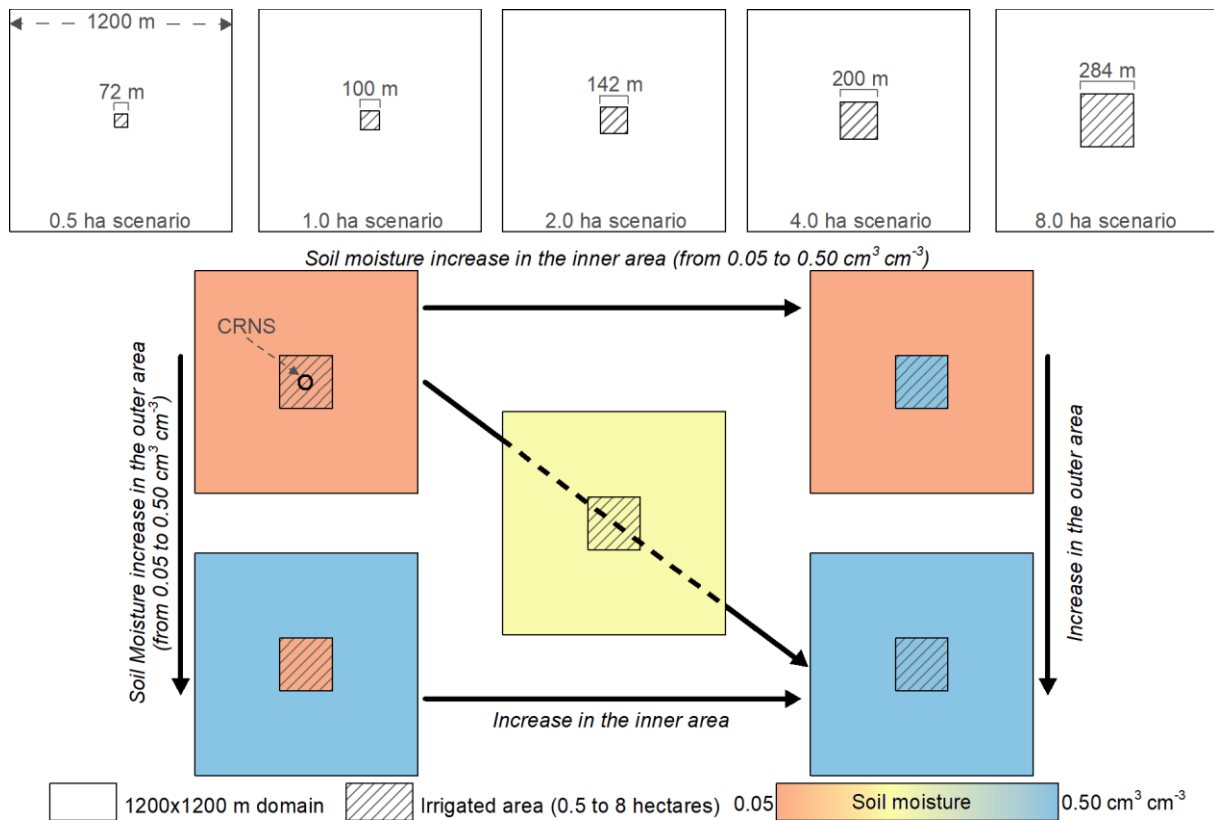 1200 m
72 m
100 m
142 m
200 m
284 m
0.5 ha scenario
1.0 ha scenario
2.0 ha scenario
4.0 ha scenario
8.0 ha scenario
Soil moisture increase in the inner area (from 0.05 to 0.50 cm³ cm⁻³)
CRNS
Soil Moisture increase in the outer area
(from 0.05 to 0.50 cm³ cm⁻³)
Increase in the outer area
Increase in the inner area
1200x1200 m domain
Irrigated area (0.5 to 8 hectares)
0.05
Soil moisture
0.50 cm³ cm⁻³